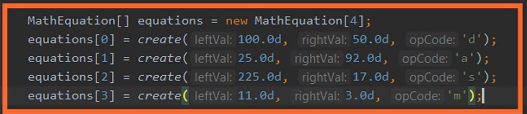 MathEquation[] equations = new MathEquation[4];
equations[0] = create( leftVal: 100.0d, rightVal: 50.0d, opCode: 'd');
equations[1] = create( leftVal: 25.0d, rightVal: 92.0d, opCode: 'a');
equations[2] = create( leftVal: 225.0d, rightVal: 17.0d, opCode: 's');
equations[3] = create( leftVal: 11.0d, rightVal: 3.0d, opCode: 'm');